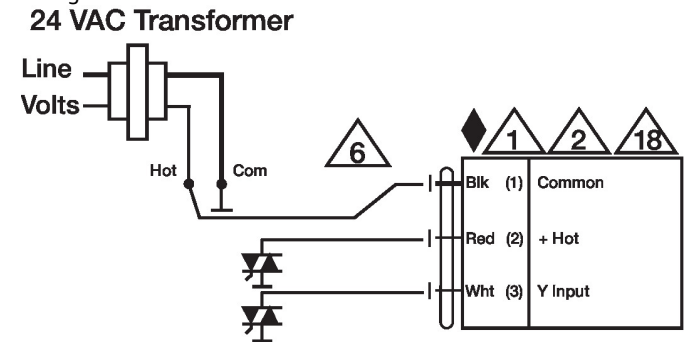 24 VAC Transformer
Line
Volts
Hot Com
6
1 2 18
Blk (1) Common
Red (2) + Hot
Wht (3) Y Input